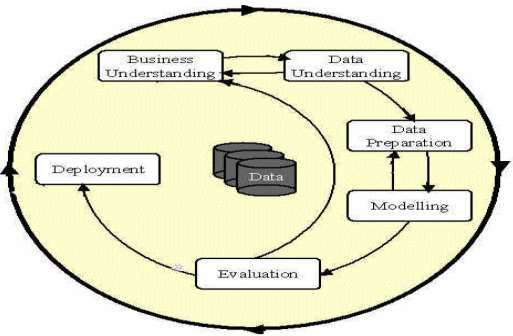 Business
Understanding
Data
Understanding
Data
Preparation
Deployment
Data
Modelling
Evaluation